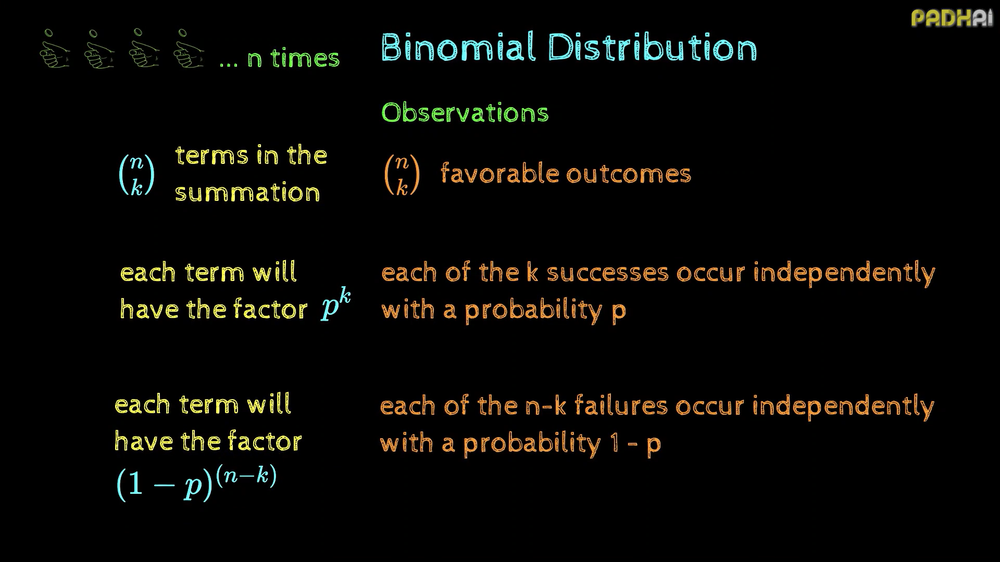 PADHAI
... n times
Binomial Distribution
Observations
(n k) terms in the
summation
(n k) favorable outcomes
each term will
have the factor p^k
each of the k successes occur independently
with a probability p
each term will
have the factor
(1 − p)^(n−k)
each of the n-k failures occur independently
with a probability 1 - p